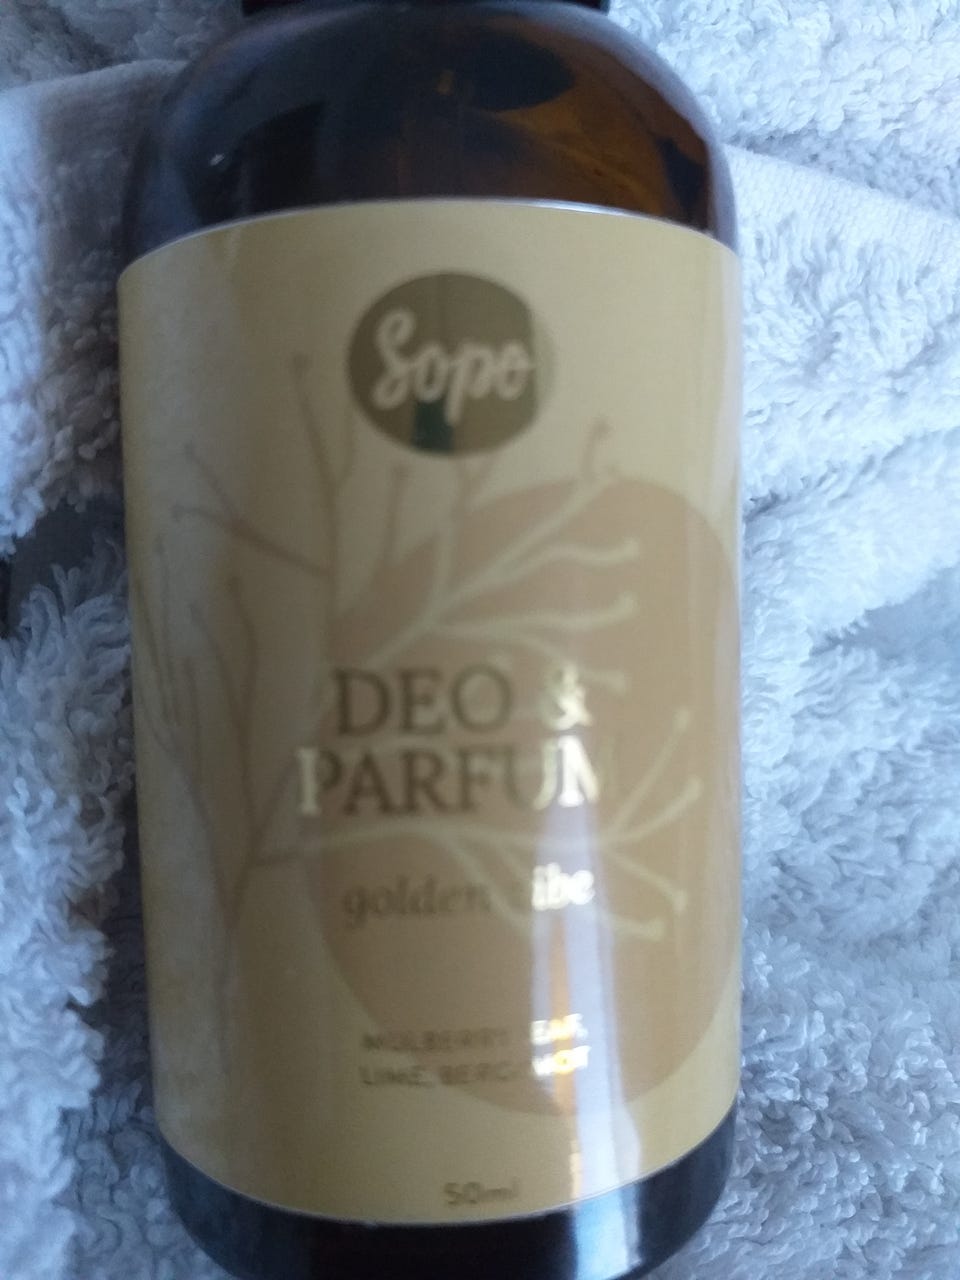 Sopo
DEO &
PARFUM
golden vibe
MULBERRY LEAF,
LIME, BERGAMOT
50ml